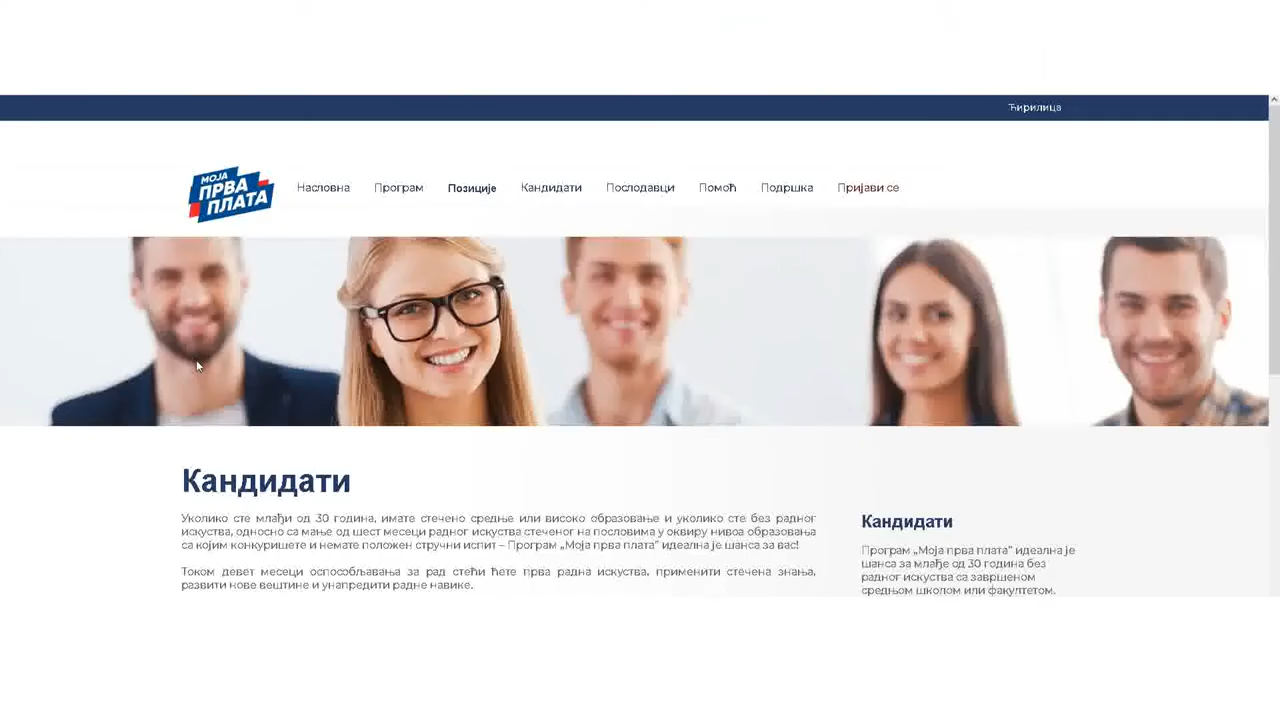 Ћирилица
МОЈА
ПРВА
ПЛАТА
Насловна Програм Позиције Кандидати Послодавци Помоћ Подршка Пријави се
Кандидати
Уколико сте млађи од 30 година, имате стечено средње или високо образовање и уколико сте без радног
искуства, односно са мање од шест месеци радног искуства стеченог на пословима у оквиру нивоа образовања
са којим конкуришете и немате положен стручни испит – Програм „Моја прва плата” идеална је шанса за вас!
Током девет месеци оспособљавања за рад стећи ћете прва радна искуства, применити стечена знања,
развити нове вештине и унапредити радне навике.
Кандидати
Програм „Моја прва плата” идеална је
шанса за млађе од 30 година без
радног искуства са завршеном
средњом школом или факултетом.